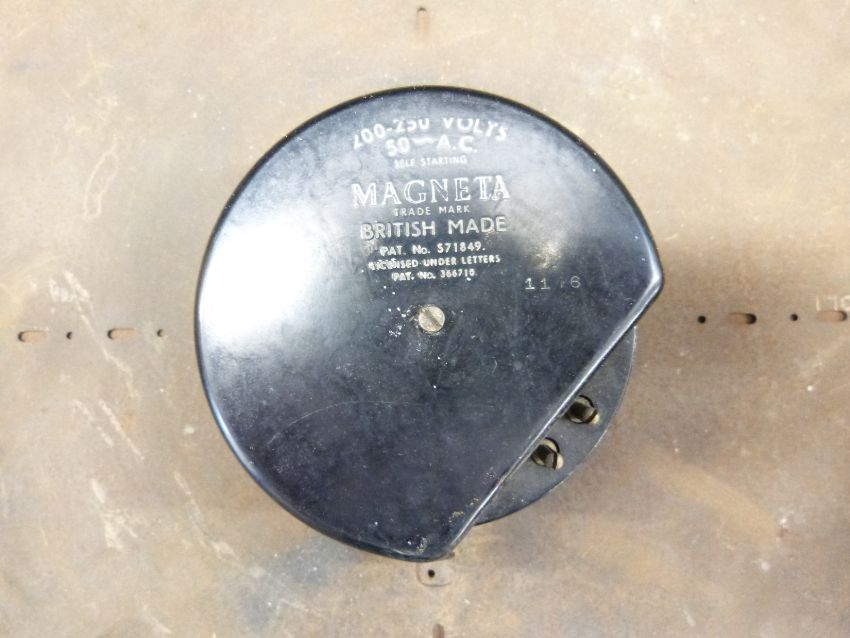 200-250 VOLTS
50~A.C.
SELF STARTING
MAGNETA
TRADE MARK
BRITISH MADE
PAT. No. 571849.
LICENSED UNDER LETTERS
PAT. No. 366710